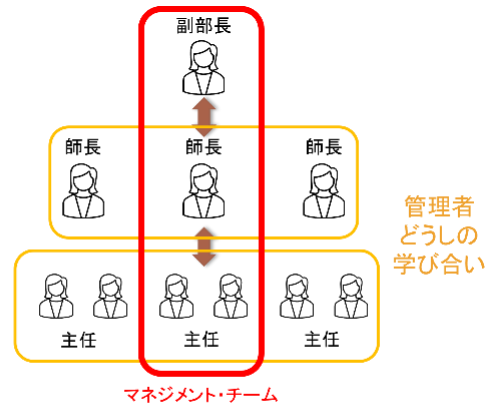 副部長
師長 師長 師長
管理者
どうしの
学び合い
主任 主任 主任
マネジメント・チーム